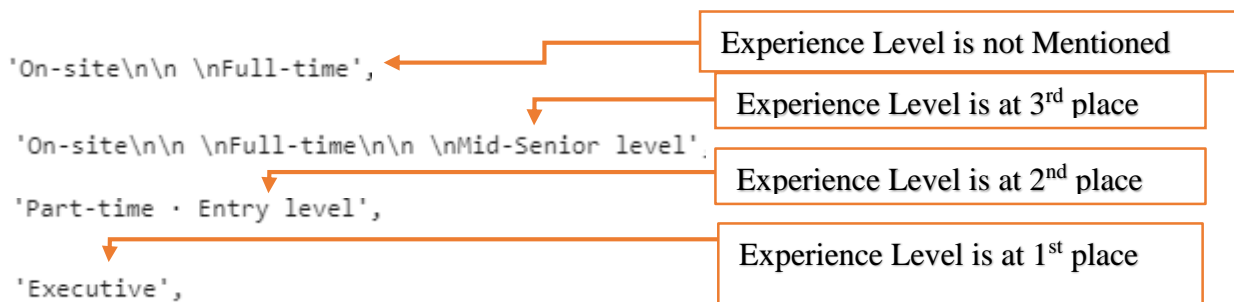 Experience Level is not Mentioned
'On-site\n\n \nFull-time',
Experience Level is at 3rd place
'On-site\n\n \nFull-time\n\n \nMid-Senior level',
Experience Level is at 2nd place
'Part-time · Entry level',
Experience Level is at 1st place
'Executive',